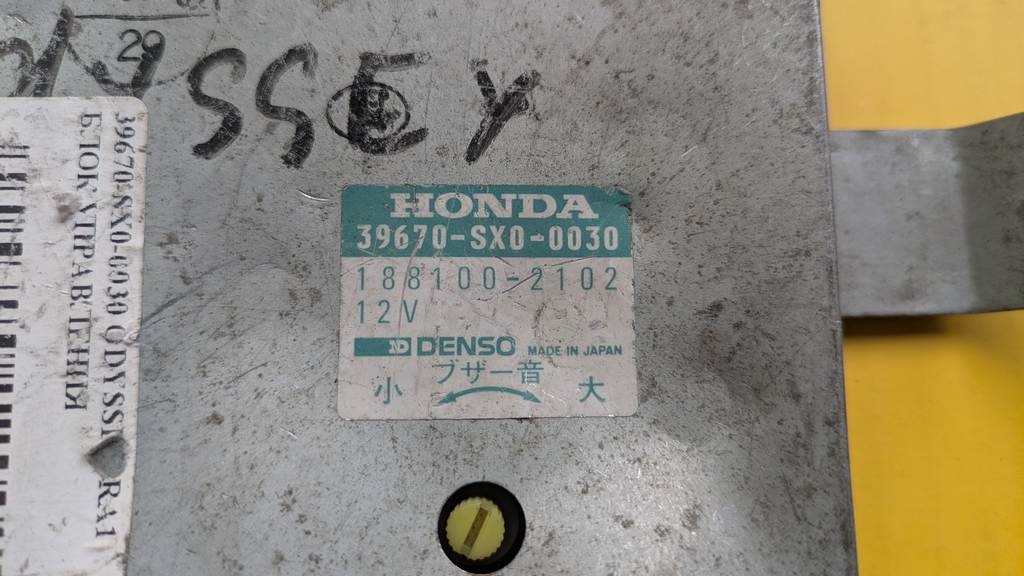 29
SSEY
HONDA
39670-SX0-0030
188100-2102
12V
DENSO MADE IN JAPAN
ブザー音
小 大
39670-SX0-0030 ODYSSE RA1
БЛОК УПРАВЛЕНИЯ